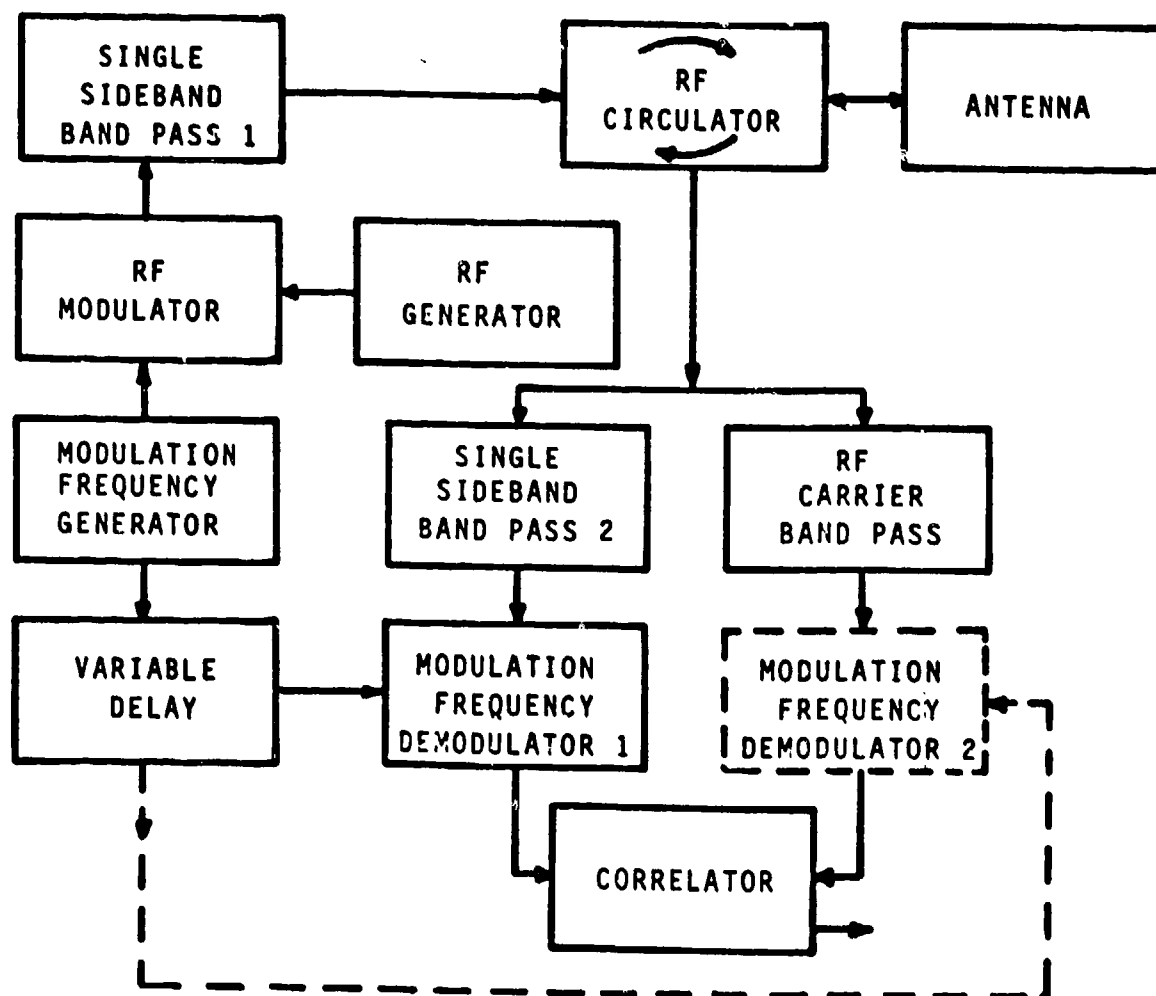 SINGLE
SIDEBAND
BAND PASS 1
RF
CIRCULATOR
ANTENNA
RF
MODULATOR
RF
GENERATOR
MODULATION
FREQUENCY
GENERATOR
SINGLE
SIDEBAND
BAND PASS 2
RF
CARRIER
BAND PASS
VARIABLE
DELAY
MODULATION
FREQUENCY
DEMODULATOR 1
MODULATION
FREQUENCY
DEMODULATOR 2
CORRELATOR